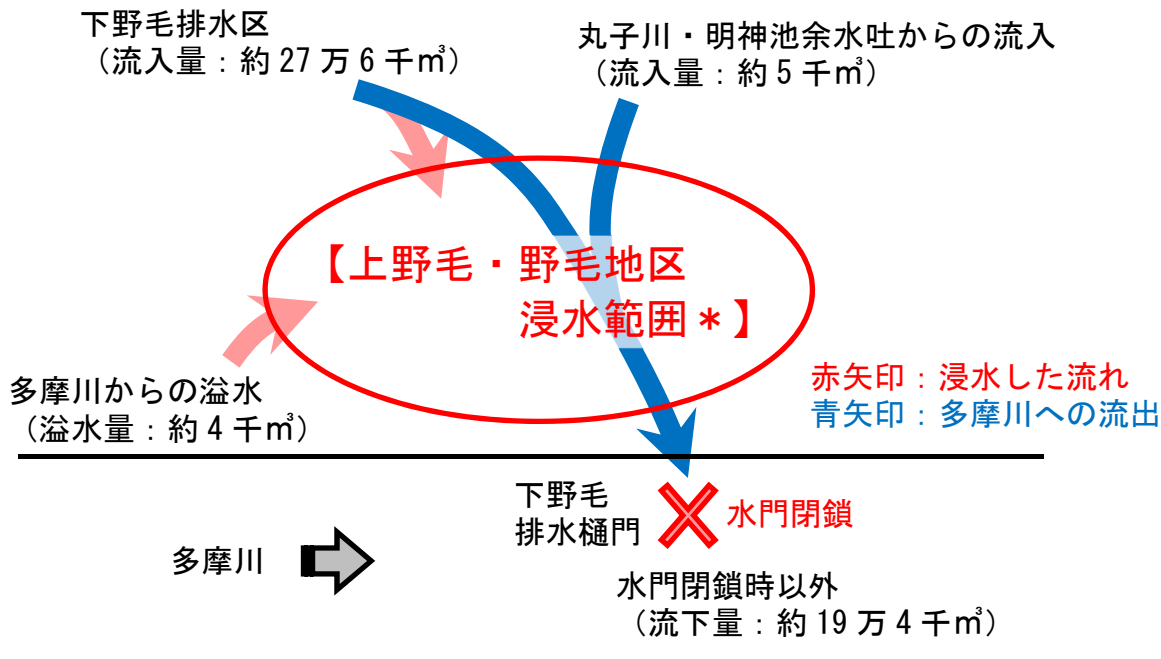 下野毛排水区
（流入量：約27万6千㎥）
丸子川・明神池余水吐からの流入
（流入量：約5千㎥）
【上野毛・野毛地区
浸水範囲＊】
多摩川からの溢水
（溢水量：約4千㎥）
赤矢印：浸水した流れ
青矢印：多摩川への流出
下野毛
排水樋門
水門閉鎖
多摩川
水門閉鎖時以外
（流下量：約19万4千㎥）